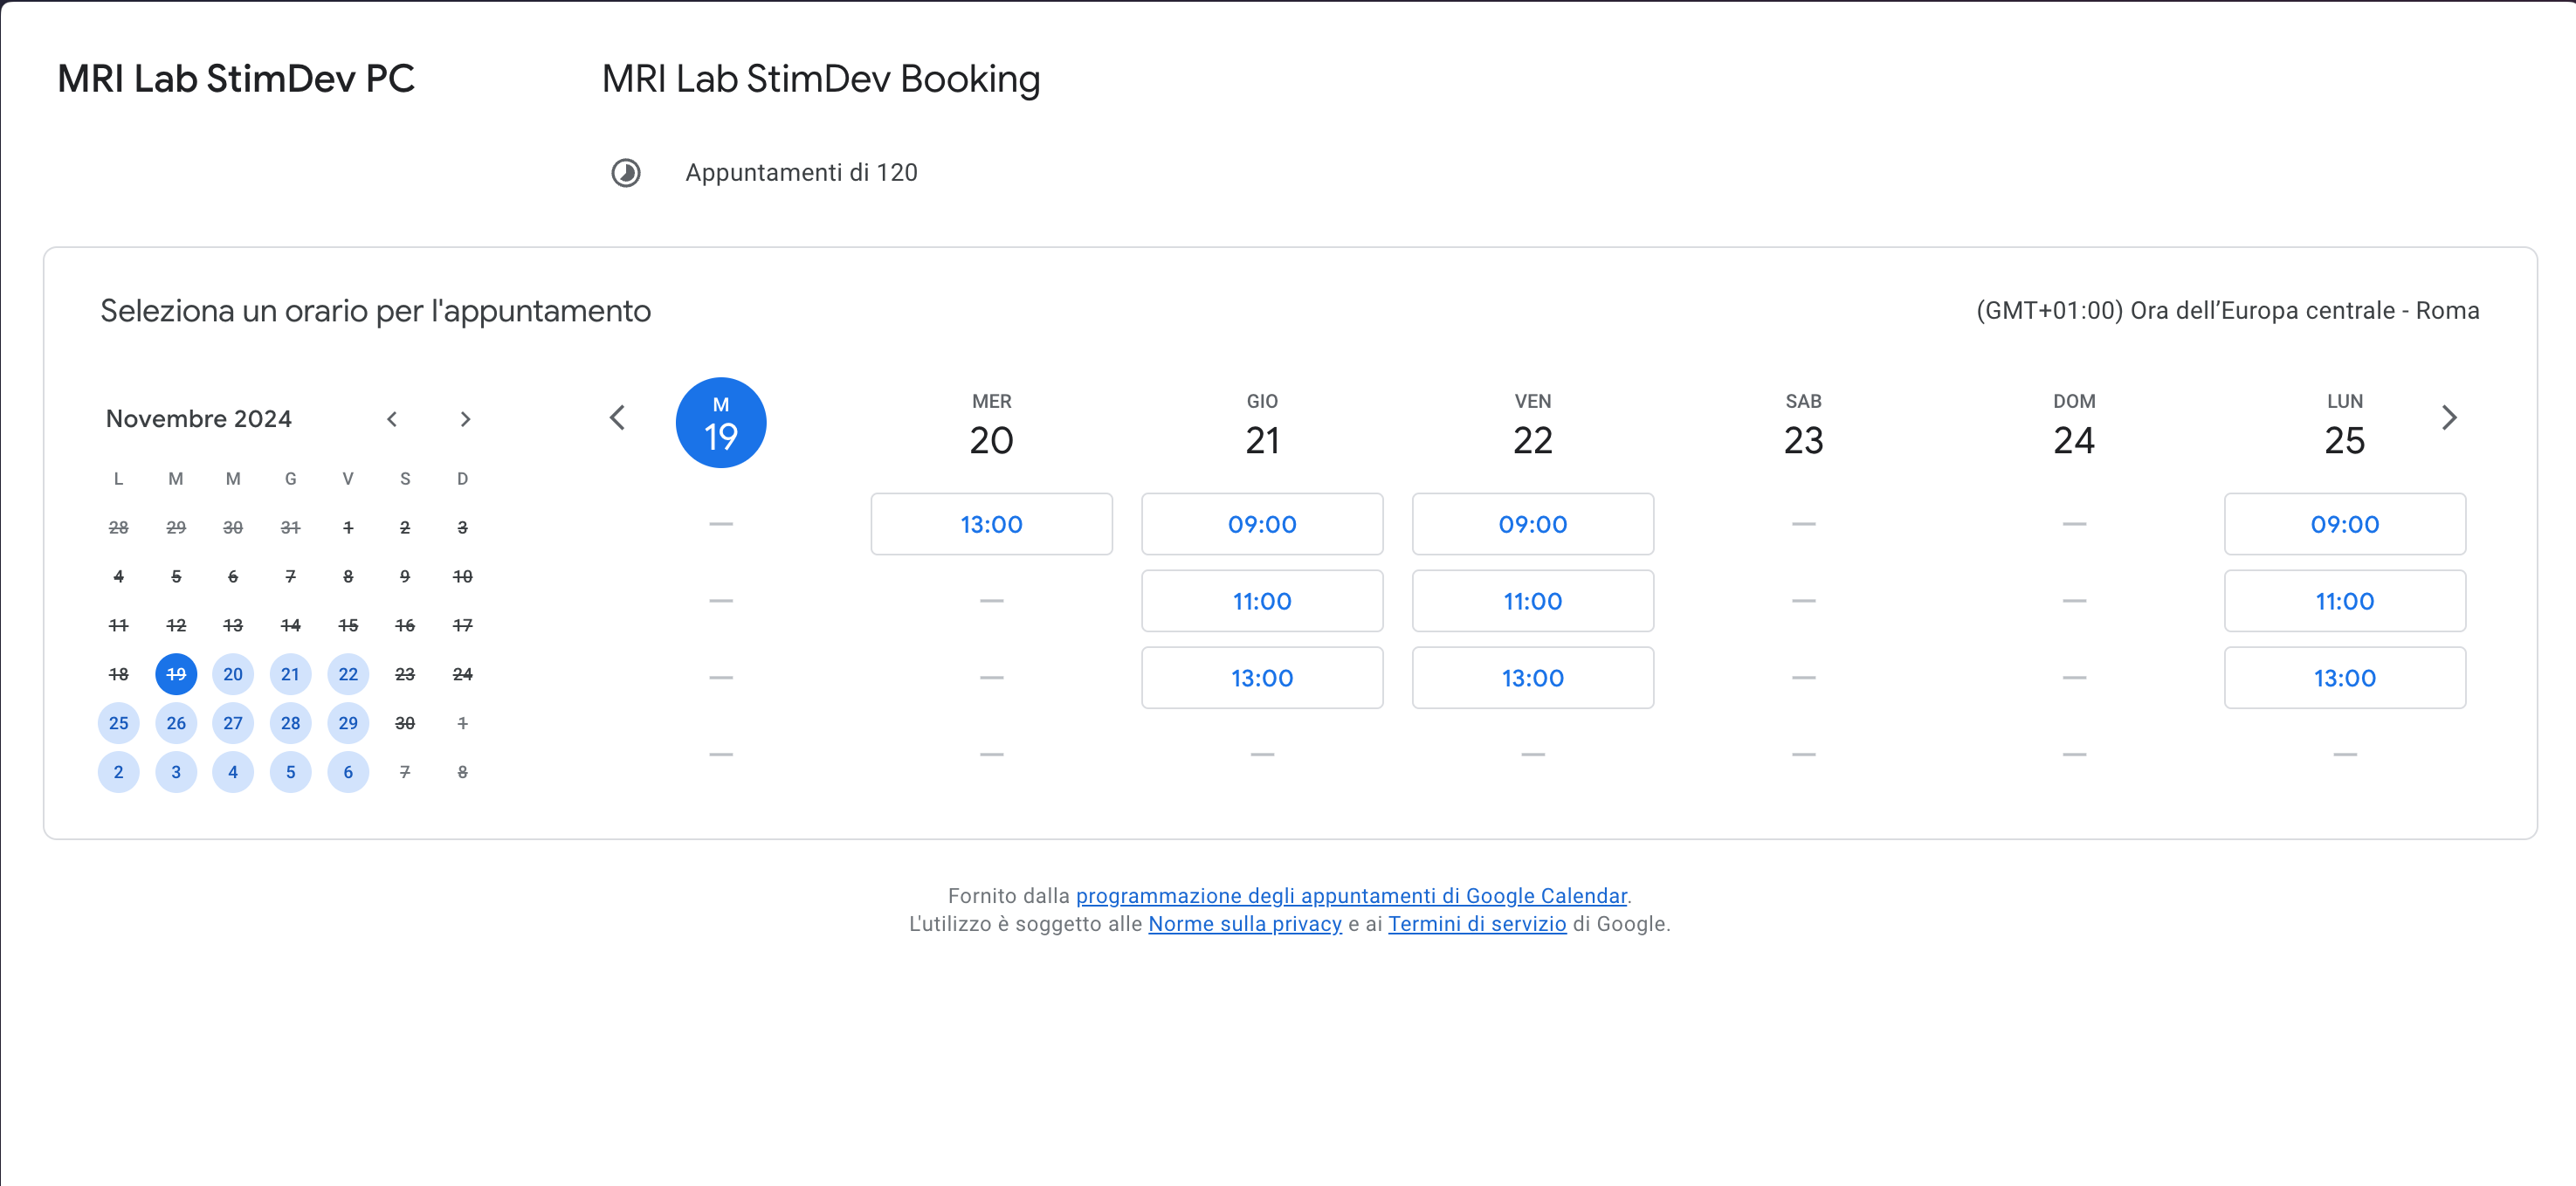 MRI Lab StimDev PC
MRI Lab StimDev Booking
Appuntamenti di 120
Seleziona un orario per l'appuntamento
(GMT+01:00) Ora dell’Europa centrale - Roma
Novembre 2024
L M M G V S D
28 29 30 31 1 2 3
4 5 6 7 8 9 10
11 12 13 14 15 16 17
18 19 20 21 22 23 24
25 26 27 28 29 30 1
2 3 4 5 6 7 8
M MER GIO VEN SAB DOM LUN
19 20 21 22 23 24 25
— 13:00 09:00 09:00 — — 09:00
— — 11:00 11:00 — — 11:00
— — 13:00 13:00 — — 13:00
— — — — — — —
Fornito dalla programmazione degli appuntamenti di Google Calendar.
L'utilizzo è soggetto alle Norme sulla privacy e ai Termini di servizio di Google.